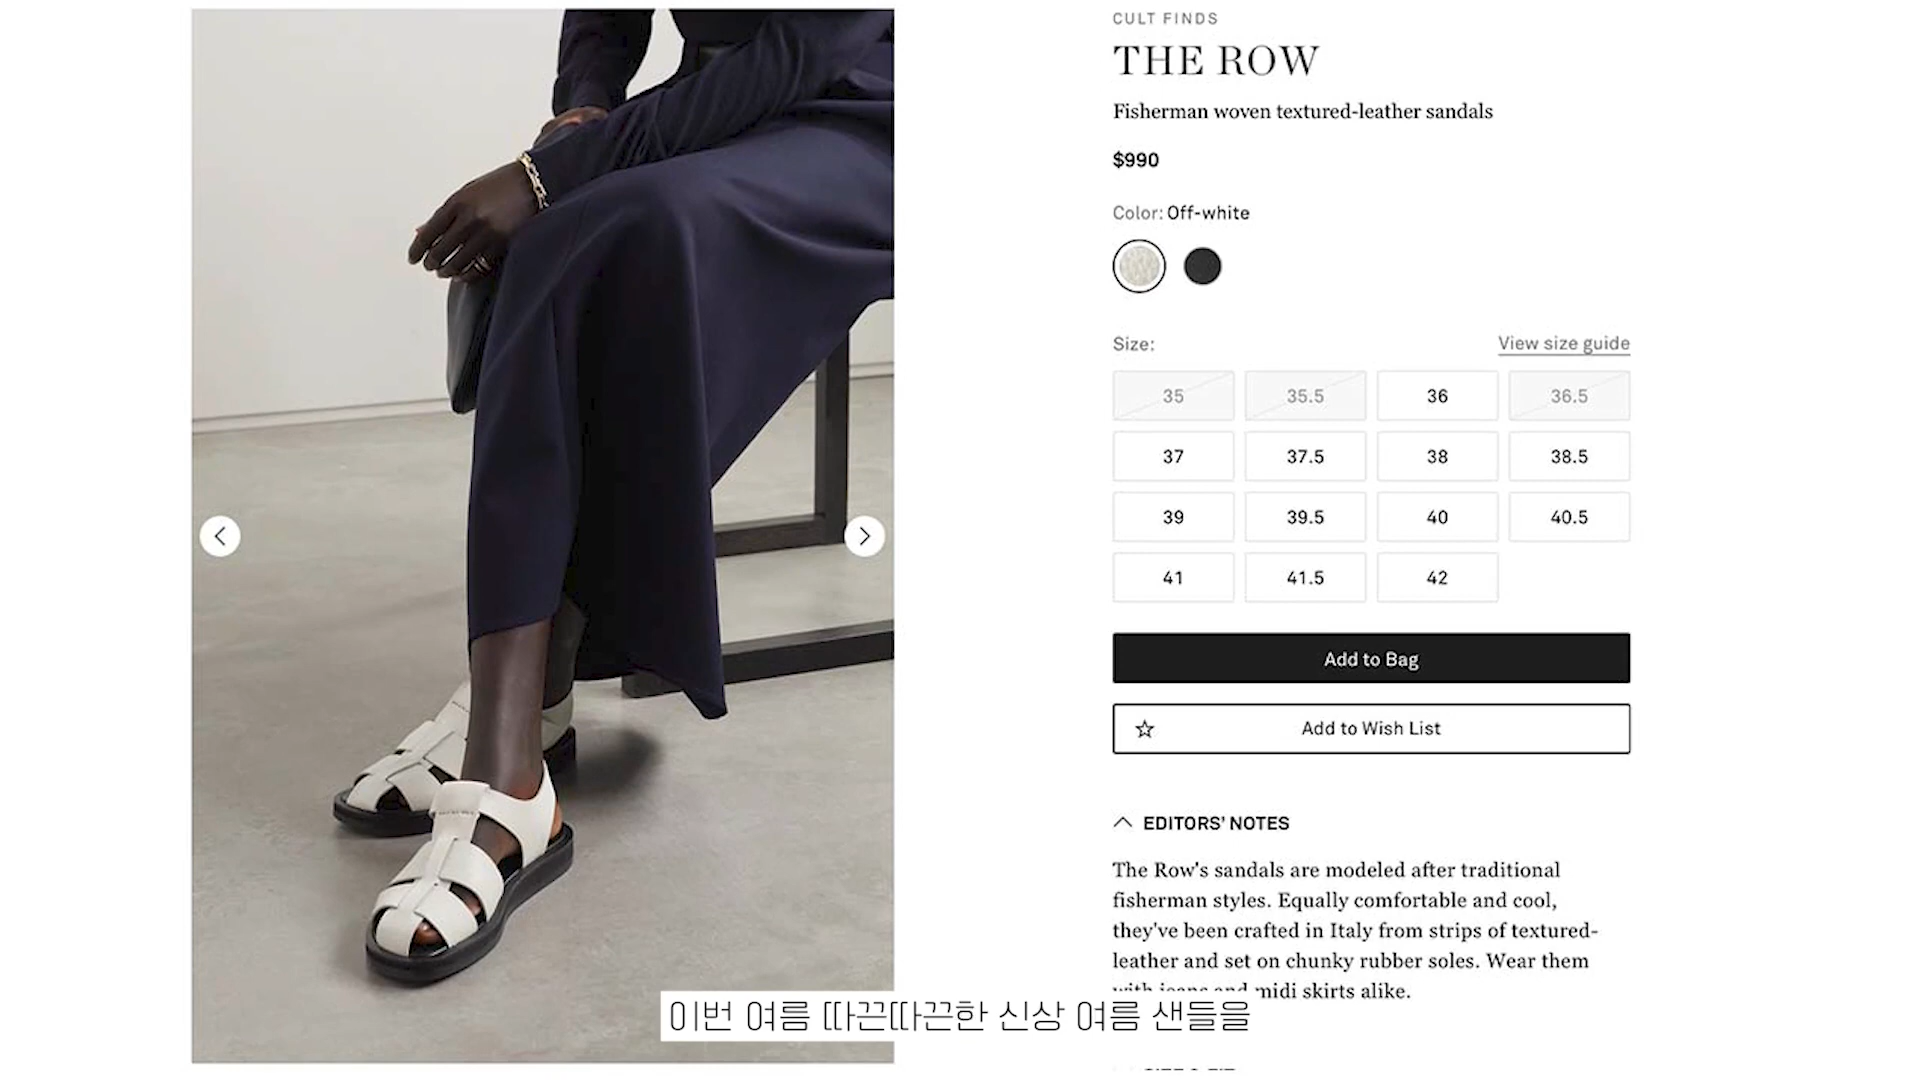 CULT FINDS
THE ROW
Fisherman woven textured-leather sandals
$990
Color: Off-white
Size: View size guide
35 35.5 36 36.5
37 37.5 38 38.5
39 39.5 40 40.5
41 41.5 42
Add to Bag
Add to Wish List
EDITORS' NOTES
The Row's sandals are modeled after traditional
fisherman styles. Equally comfortable and cool,
they've been crafted in Italy from strips of textured-
leather and set on chunky rubber soles. Wear them
with jeans and midi skirts alike.
이번 여름 따끈따끈한 신상 여름 샌들을